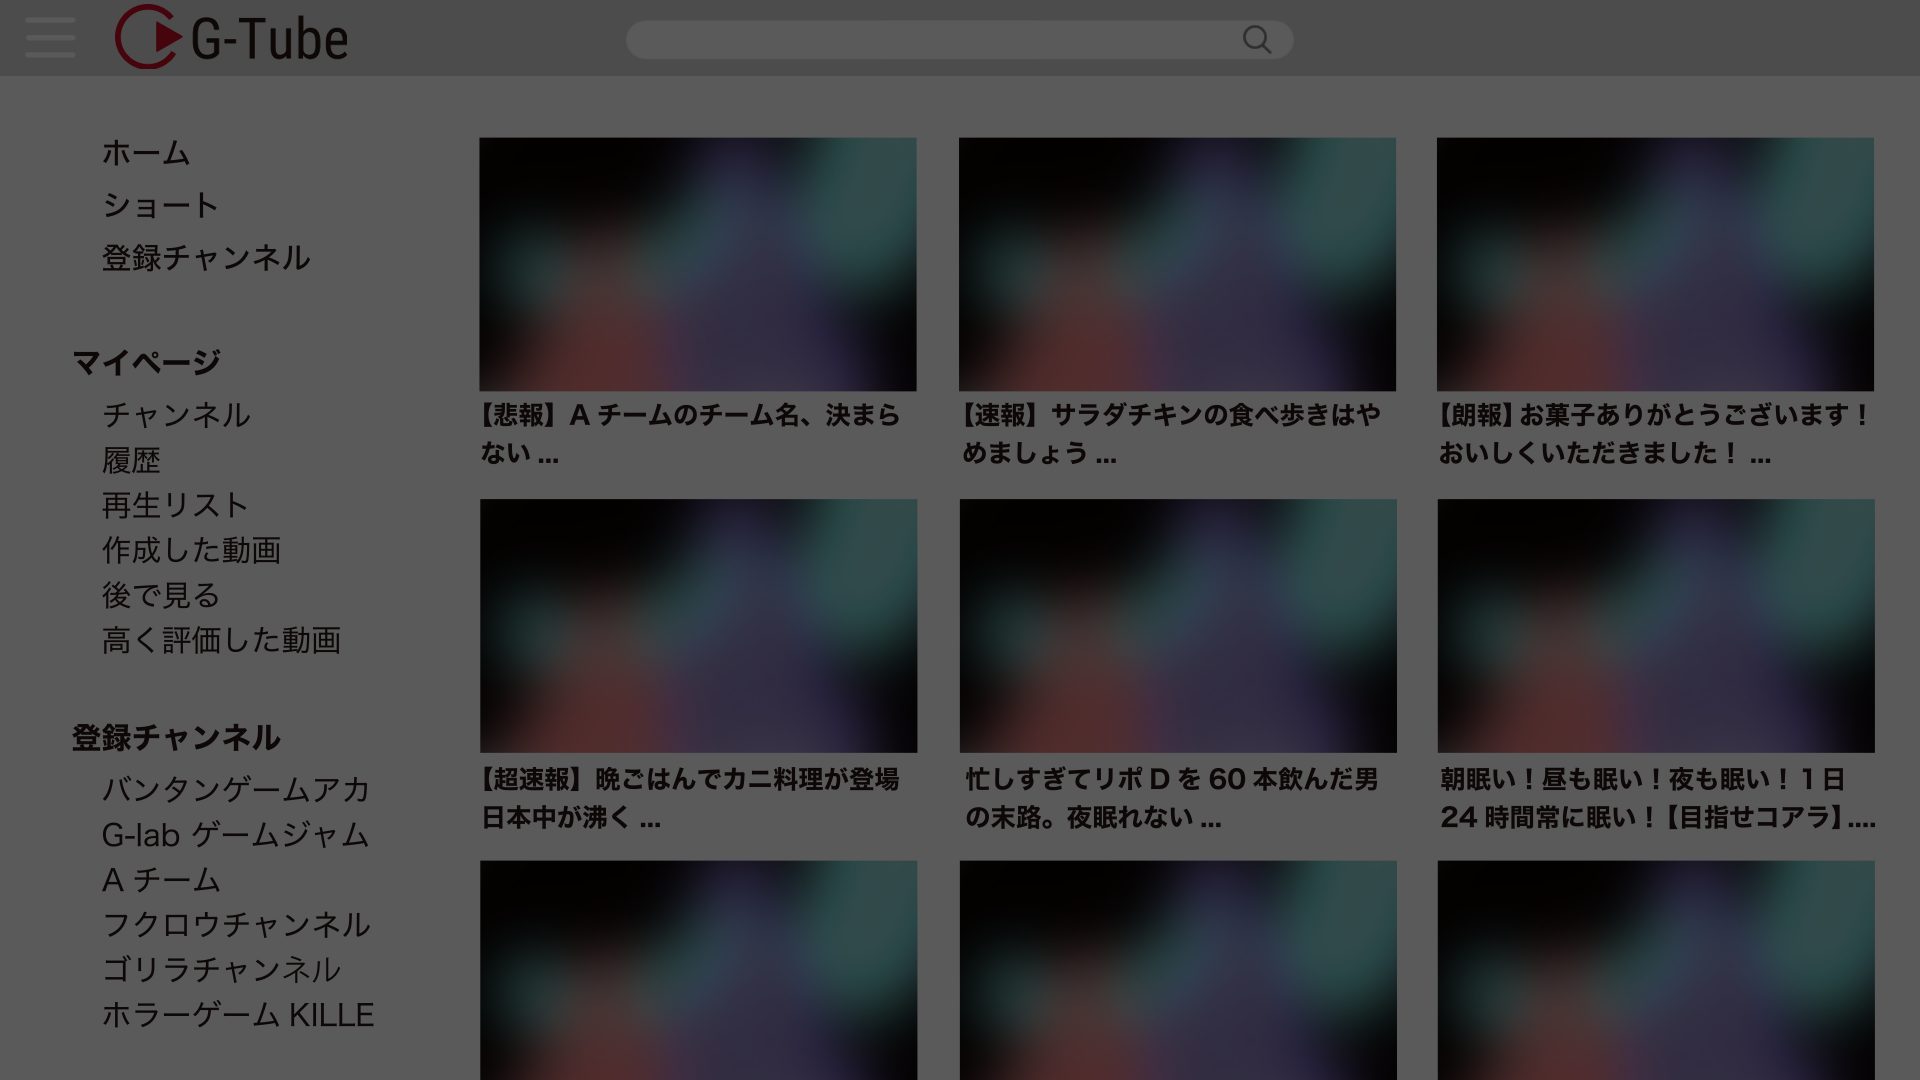 G-Tube
ホーム
ショート
登録チャンネル
マイページ
チャンネル
履歴
再生リスト
作成した動画
後で見る
高く評価した動画
登録チャンネル
バンタンゲームアカ
G-lab ゲームジャム
A チーム
フクロウチャンネル
ゴリラチャンネル
ホラーゲーム KILLE
【悲報】A チームのチーム名、決まら
ない ...
【速報】サラダチキンの食べ歩きはや
めましょう ...
【朗報】お菓子ありがとうございます！
おいしくいただきました！ ...
【超速報】晩ごはんでカニ料理が登場
日本中が沸く ...
忙しすぎてリポ D を 60 本飲んだ男
の末路。夜眠れない ...
朝眠い！昼も眠い！夜も眠い！1 日
24 時間常に眠い！【目指せコアラ】....